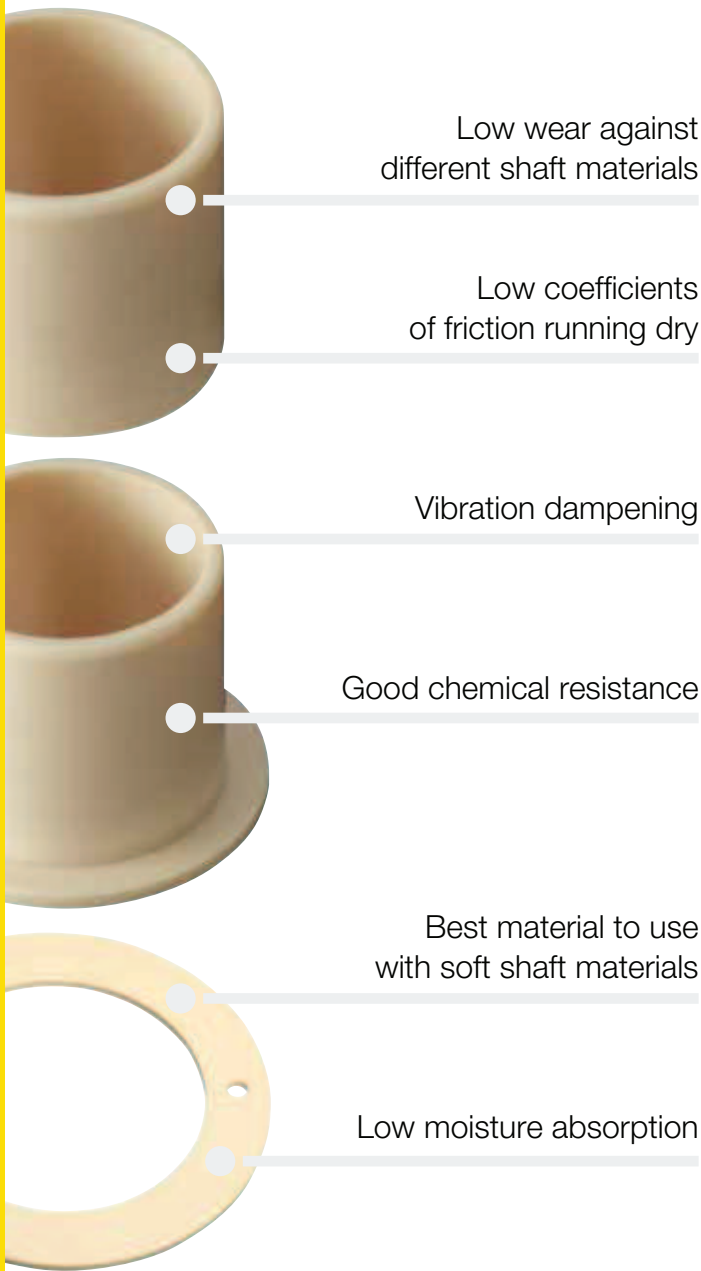 Low wear against
different shaft materials
Low coefficients
of friction running dry
Vibration dampening
Good chemical resistance
Best material to use
with soft shaft materials
Low moisture absorption